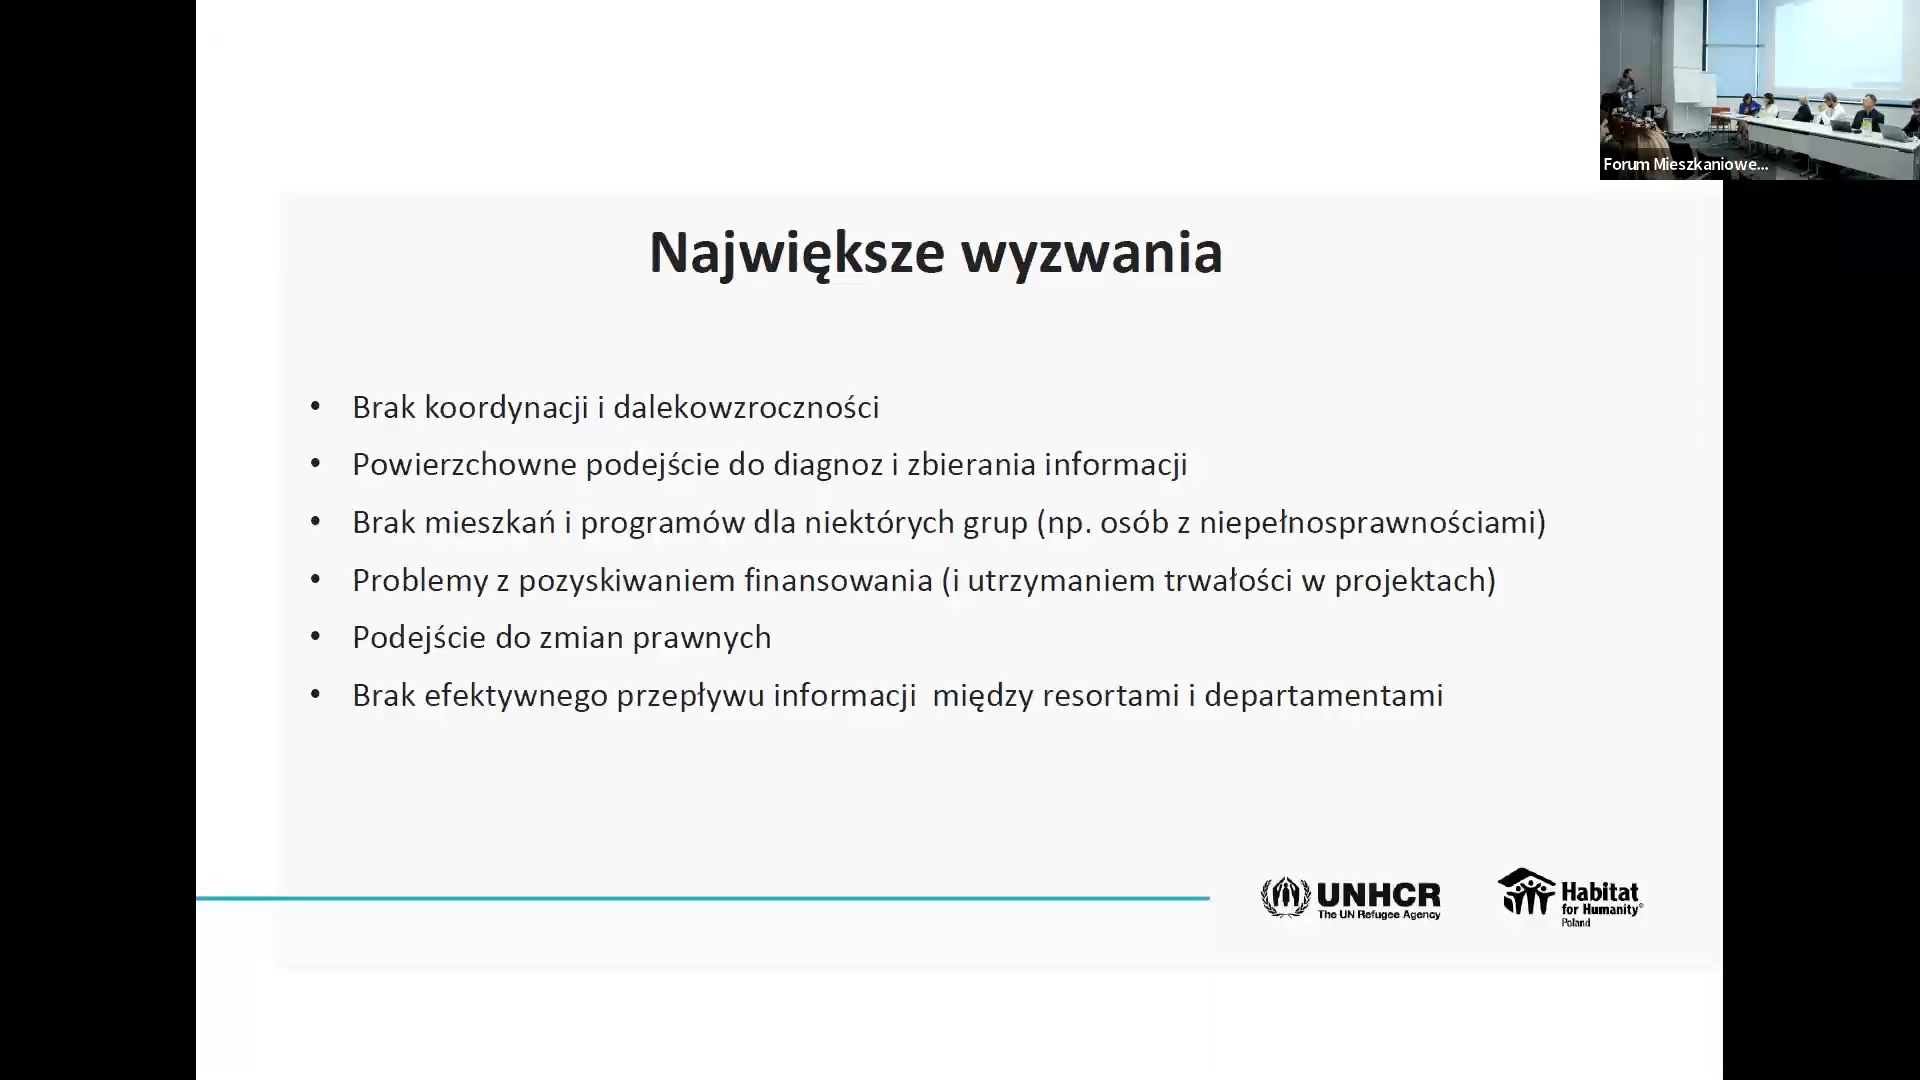 Forum Mieszkaniowe...
Największe wyzwania
• Brak koordynacji i dalekowzroczności
• Powierzchowne podejście do diagnoz i zbierania informacji
• Brak mieszkań i programów dla niektórych grup (np. osób z niepełnosprawnościami)
• Problemy z pozyskiwaniem finansowania (i utrzymaniem trwałości w projektach)
• Podejście do zmian prawnych
• Brak efektywnego przepływu informacji  między resortami i departamentami
UNHCR
The UN Refugee Agency
Habitat
for Humanity®
Poland